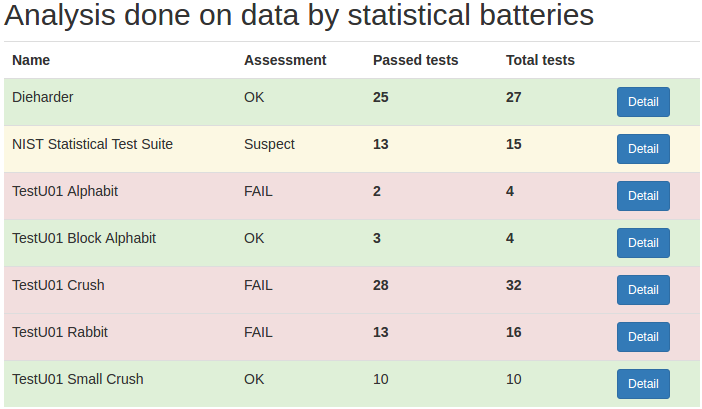 Analysis done on data by statistical batteries
Name Assessment Passed tests Total tests
Dieharder OK 25 27 Detail
NIST Statistical Test Suite Suspect 13 15 Detail
TestU01 Alphabit FAIL 2 4 Detail
TestU01 Block Alphabit OK 3 4 Detail
TestU01 Crush FAIL 28 32 Detail
TestU01 Rabbit FAIL 13 16 Detail
TestU01 Small Crush OK 10 10 Detail